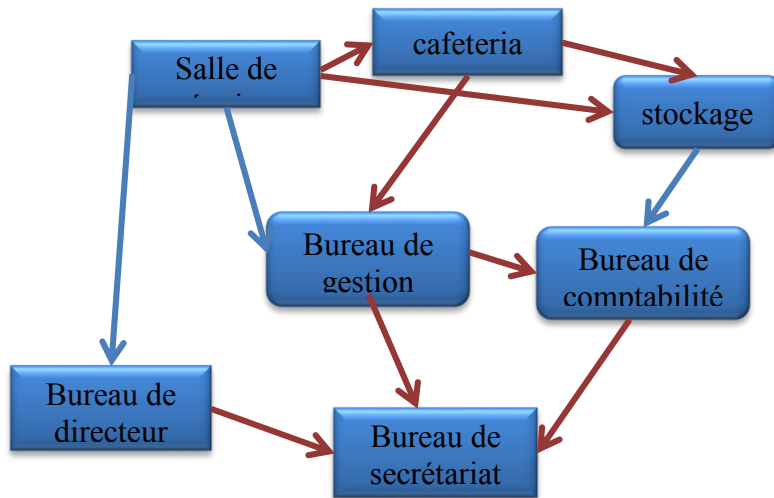 cafeteria
Salle de
stockage
Bureau de
gestion
Bureau de
comptabilité
Bureau de
directeur
Bureau de
secrétariat